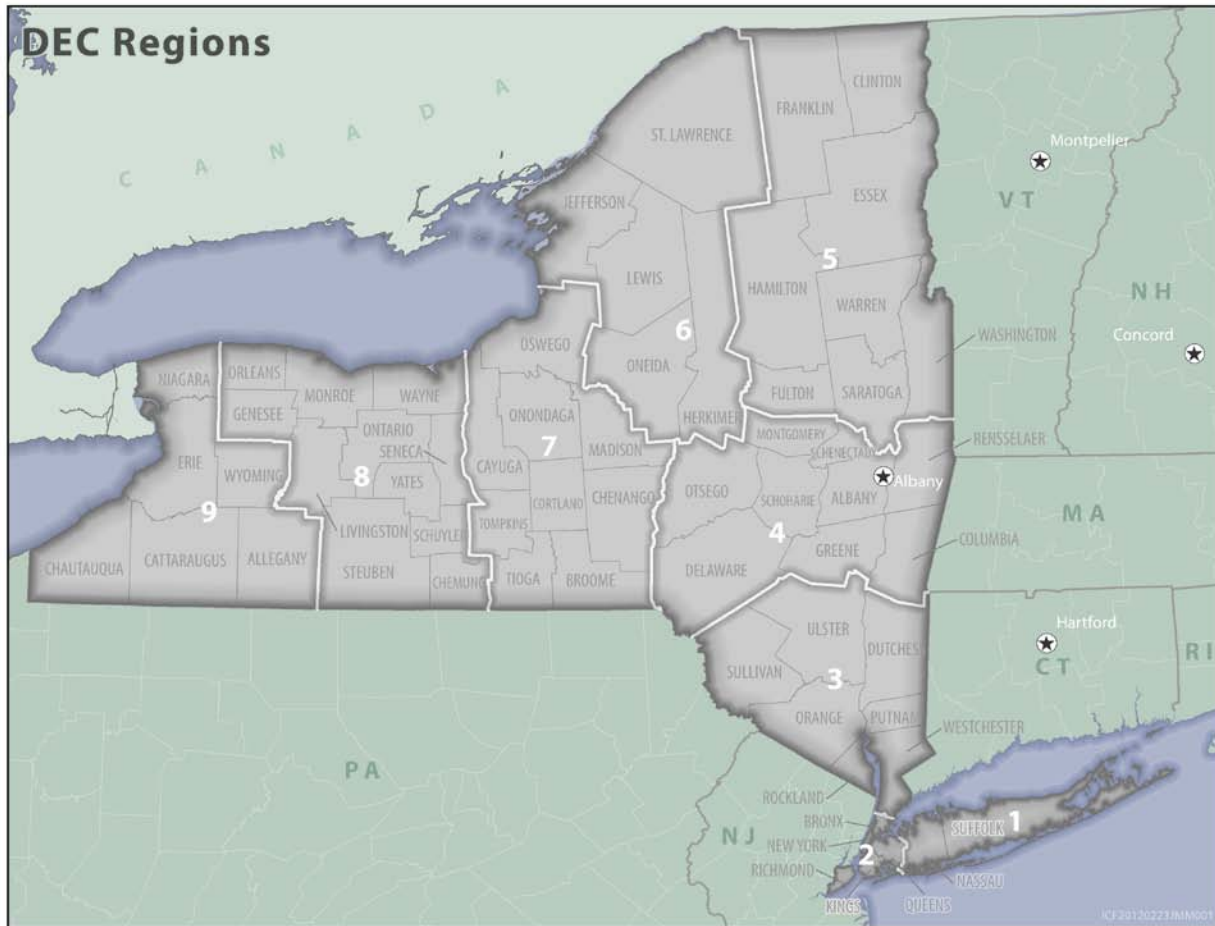 DEC Regions
C A N A D A
ST. LAWRENCE
FRANKLIN
CLINTON
Montpelier
VT
JEFFERSON
ESSEX
5
LEWIS
HAMILTON
WARREN
NH
6
OSWEGO
ONEIDA
WASHINGTON
Concord
NIAGARA
ORLEANS
MONROE
WAYNE
FULTON
SARATOGA
GENESEE
ONONDAGA
HERKIMER
ONTARIO
7
MADISON
MONTGOMERY
RENSSELAER
SENECA
SCHENECTADY
ERIE
WYOMING
8
YATES
CAYUGA
CORTLAND
CHENANGO
OTSEGO
SCHOHARIE
ALBANY
Albany
9
LIVINGSTON
SCHUYLER
TOMPKINS
4
MA
CHAUTAUQUA
CATTARAUGUS
ALLEGANY
STEUBEN
CHEMUNG
TIOGA
BROOME
DELAWARE
GREENE
COLUMBIA
ULSTER
Hartford
DUTCHES
CT
RI
SULLIVAN
3
ORANGE
PUTNAM
WESTCHESTER
PA
ROCKLAND
BRONX
NJ
NEW YORK
SUFFOLK
1
2
RICHMOND
NASSAU
KINGS
QUEENS
ICF20120223JMM001